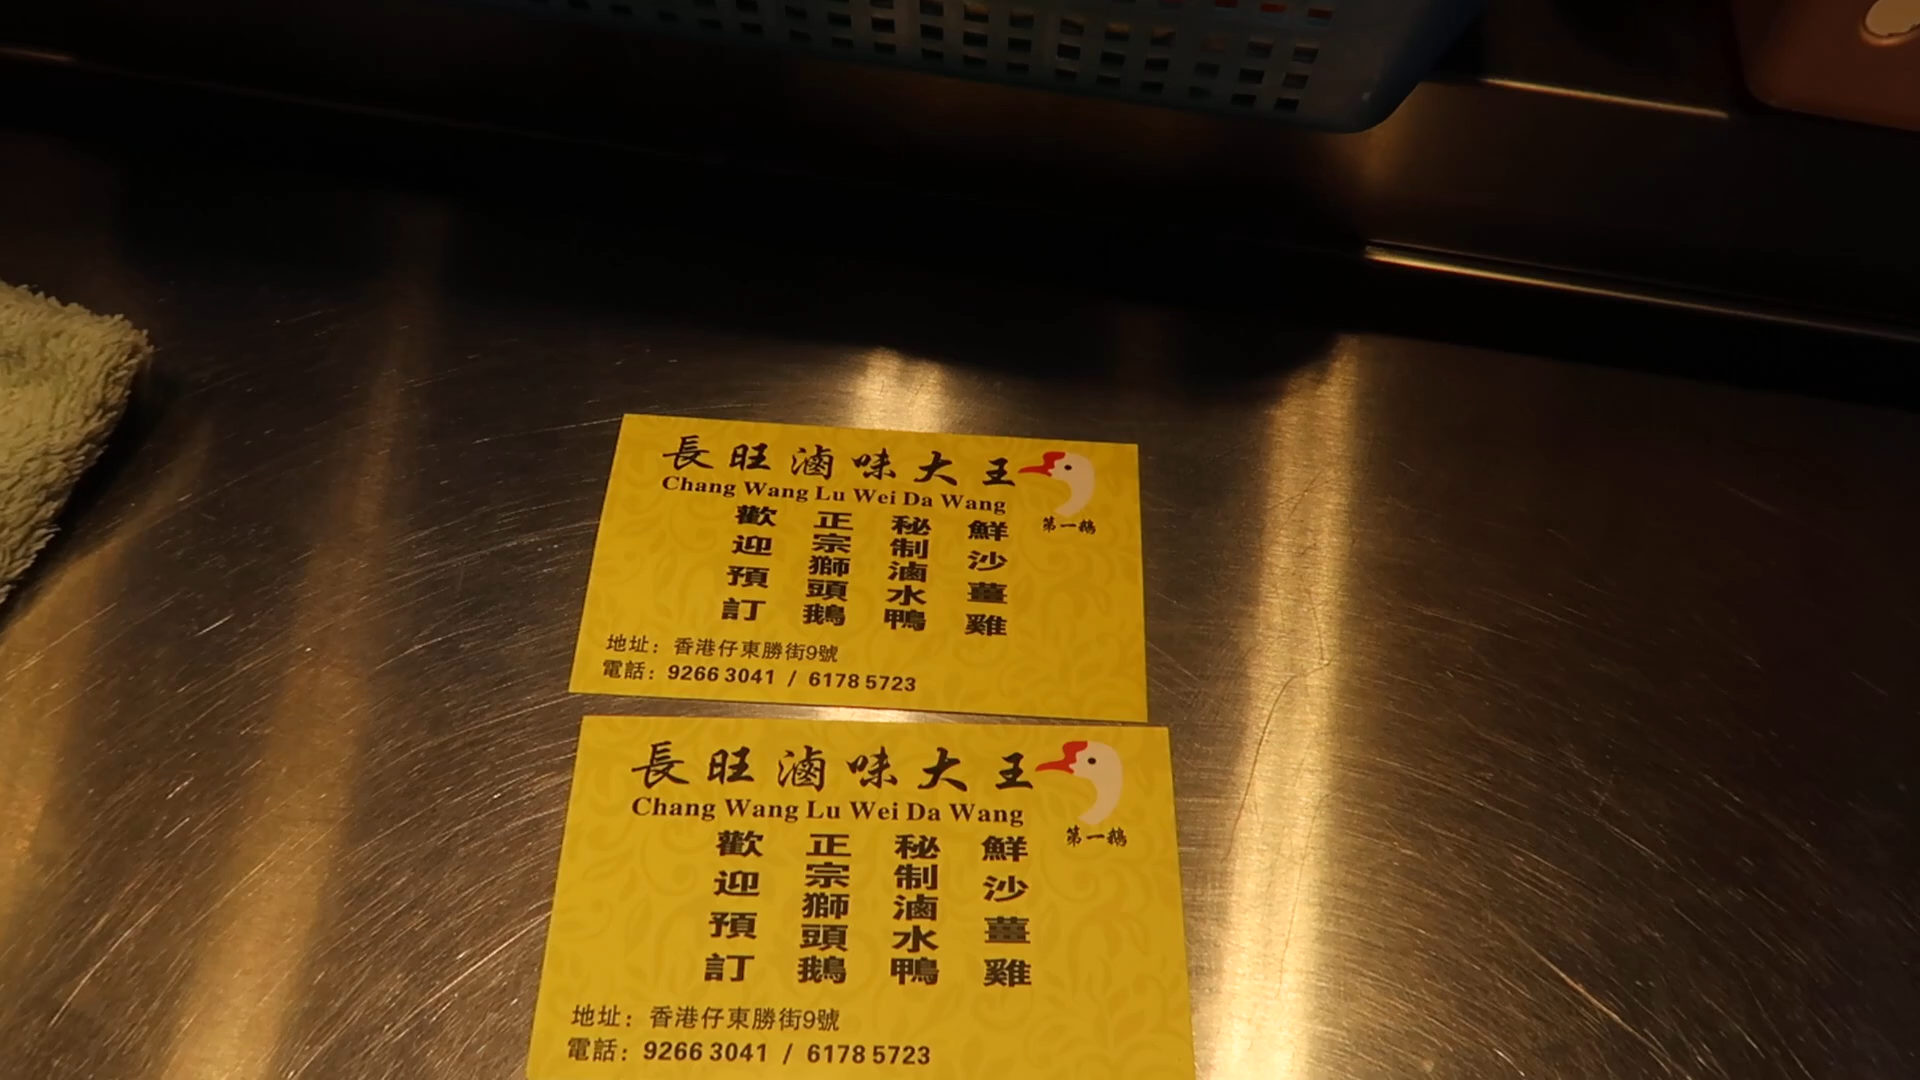 長旺滷味大王
Chang Wang Lu Wei Da Wang
第一鵝
鮮沙薑雞
秘制滷水鴨
正宗獅頭鵝
歡迎預訂
地址：香港仔東勝街9號
電話：9266 3041 / 6178 5723
長旺滷味大王
Chang Wang Lu Wei Da Wang
第一鵝
鮮沙薑雞
秘制滷水鴨
正宗獅頭鵝
歡迎預訂
地址：香港仔東勝街9號
電話：9266 3041 / 6178 5723